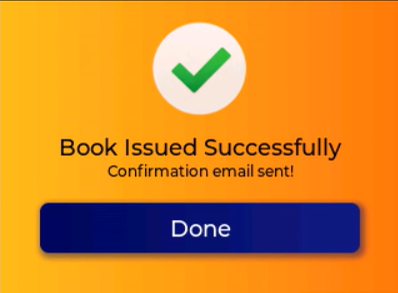 Book Issued Successfully
Confirmation email sent!
Done